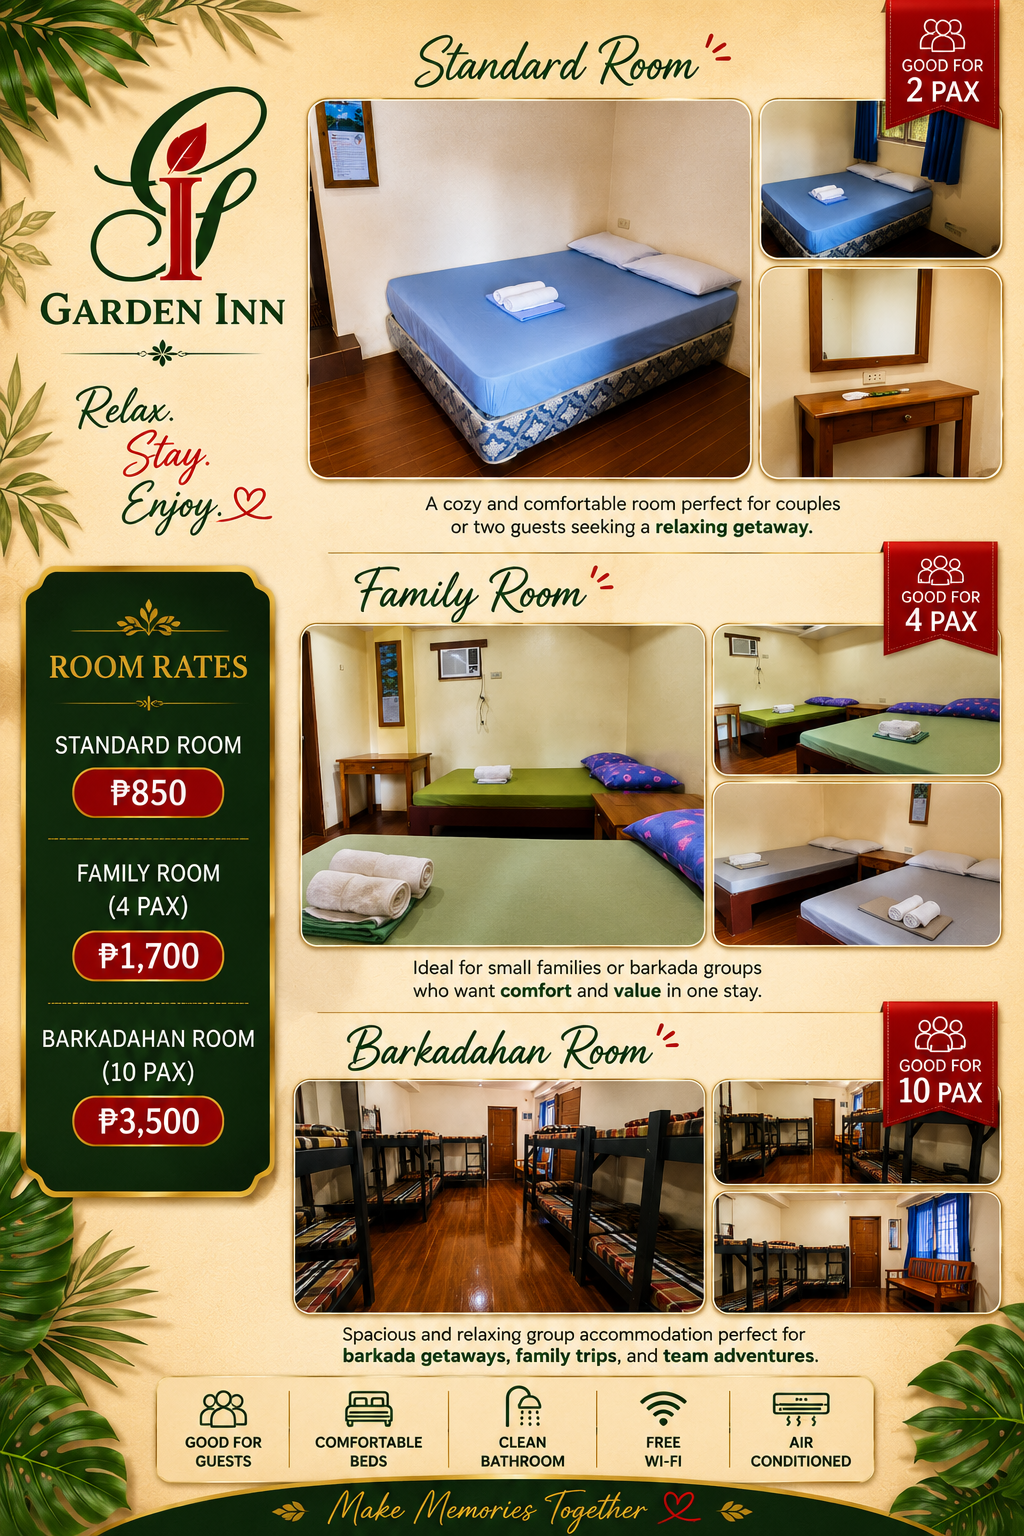 GARDEN INN
Relax.
Stay.
Enjoy.
ROOM RATES
STANDARD ROOM
₱850
FAMILY ROOM
(4 PAX)
₱1,700
BARKADAHAN ROOM
(10 PAX)
₱3,500
Standard Room
GOOD FOR
2 PAX
A cozy and comfortable room perfect for couples
or two guests seeking a relaxing getaway.
Family Room
GOOD FOR
4 PAX
Ideal for small families or barkada groups
who want comfort and value in one stay.
Barkadahan Room
GOOD FOR
10 PAX
Spacious and relaxing group accommodation perfect for
barkada getaways, family trips, and team adventures.
GOOD FOR
GUESTS
COMFORTABLE
BEDS
CLEAN
BATHROOM
FREE
WI-FI
AIR
CONDITIONED
Make Memories Together